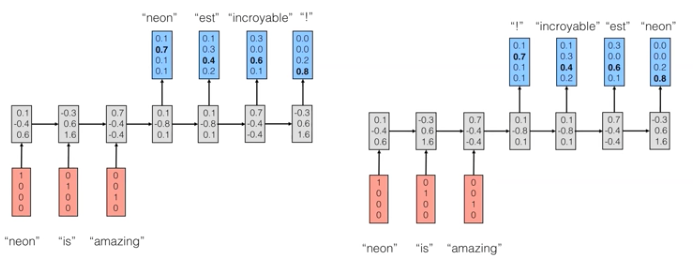 "neon" "est" "incroyable" "!"
0.1 0.1 0.3 0.0
0.7 0.3 0.0 0.0
0.1 0.4 0.6 0.2
0.1 0.2 0.1 0.8
0.1 -0.3 0.7 0.1 0.1 0.7 -0.3
-0.4 0.6 -0.4 -0.8 -0.8 -0.4 0.6
0.6 1.6 -0.4 0.1 0.1 -0.4 1.6
1 0 0
0 1 0
0 0 1
0 0 0
"neon" "is" "amazing"
"!" "incroyable" "est" "neon"
0.1 0.1 0.3 0.0
0.7 0.3 0.0 0.0
0.1 0.4 0.6 0.2
0.1 0.2 0.1 0.8
0.1 -0.3 0.7 0.1 0.1 0.7 -0.3
-0.4 0.6 -0.4 -0.8 -0.8 -0.4 0.6
0.6 1.6 -0.4 0.1 0.1 -0.4 1.6
1 0 0
0 1 0
0 0 1
0 0 0
"neon" "is" "amazing"